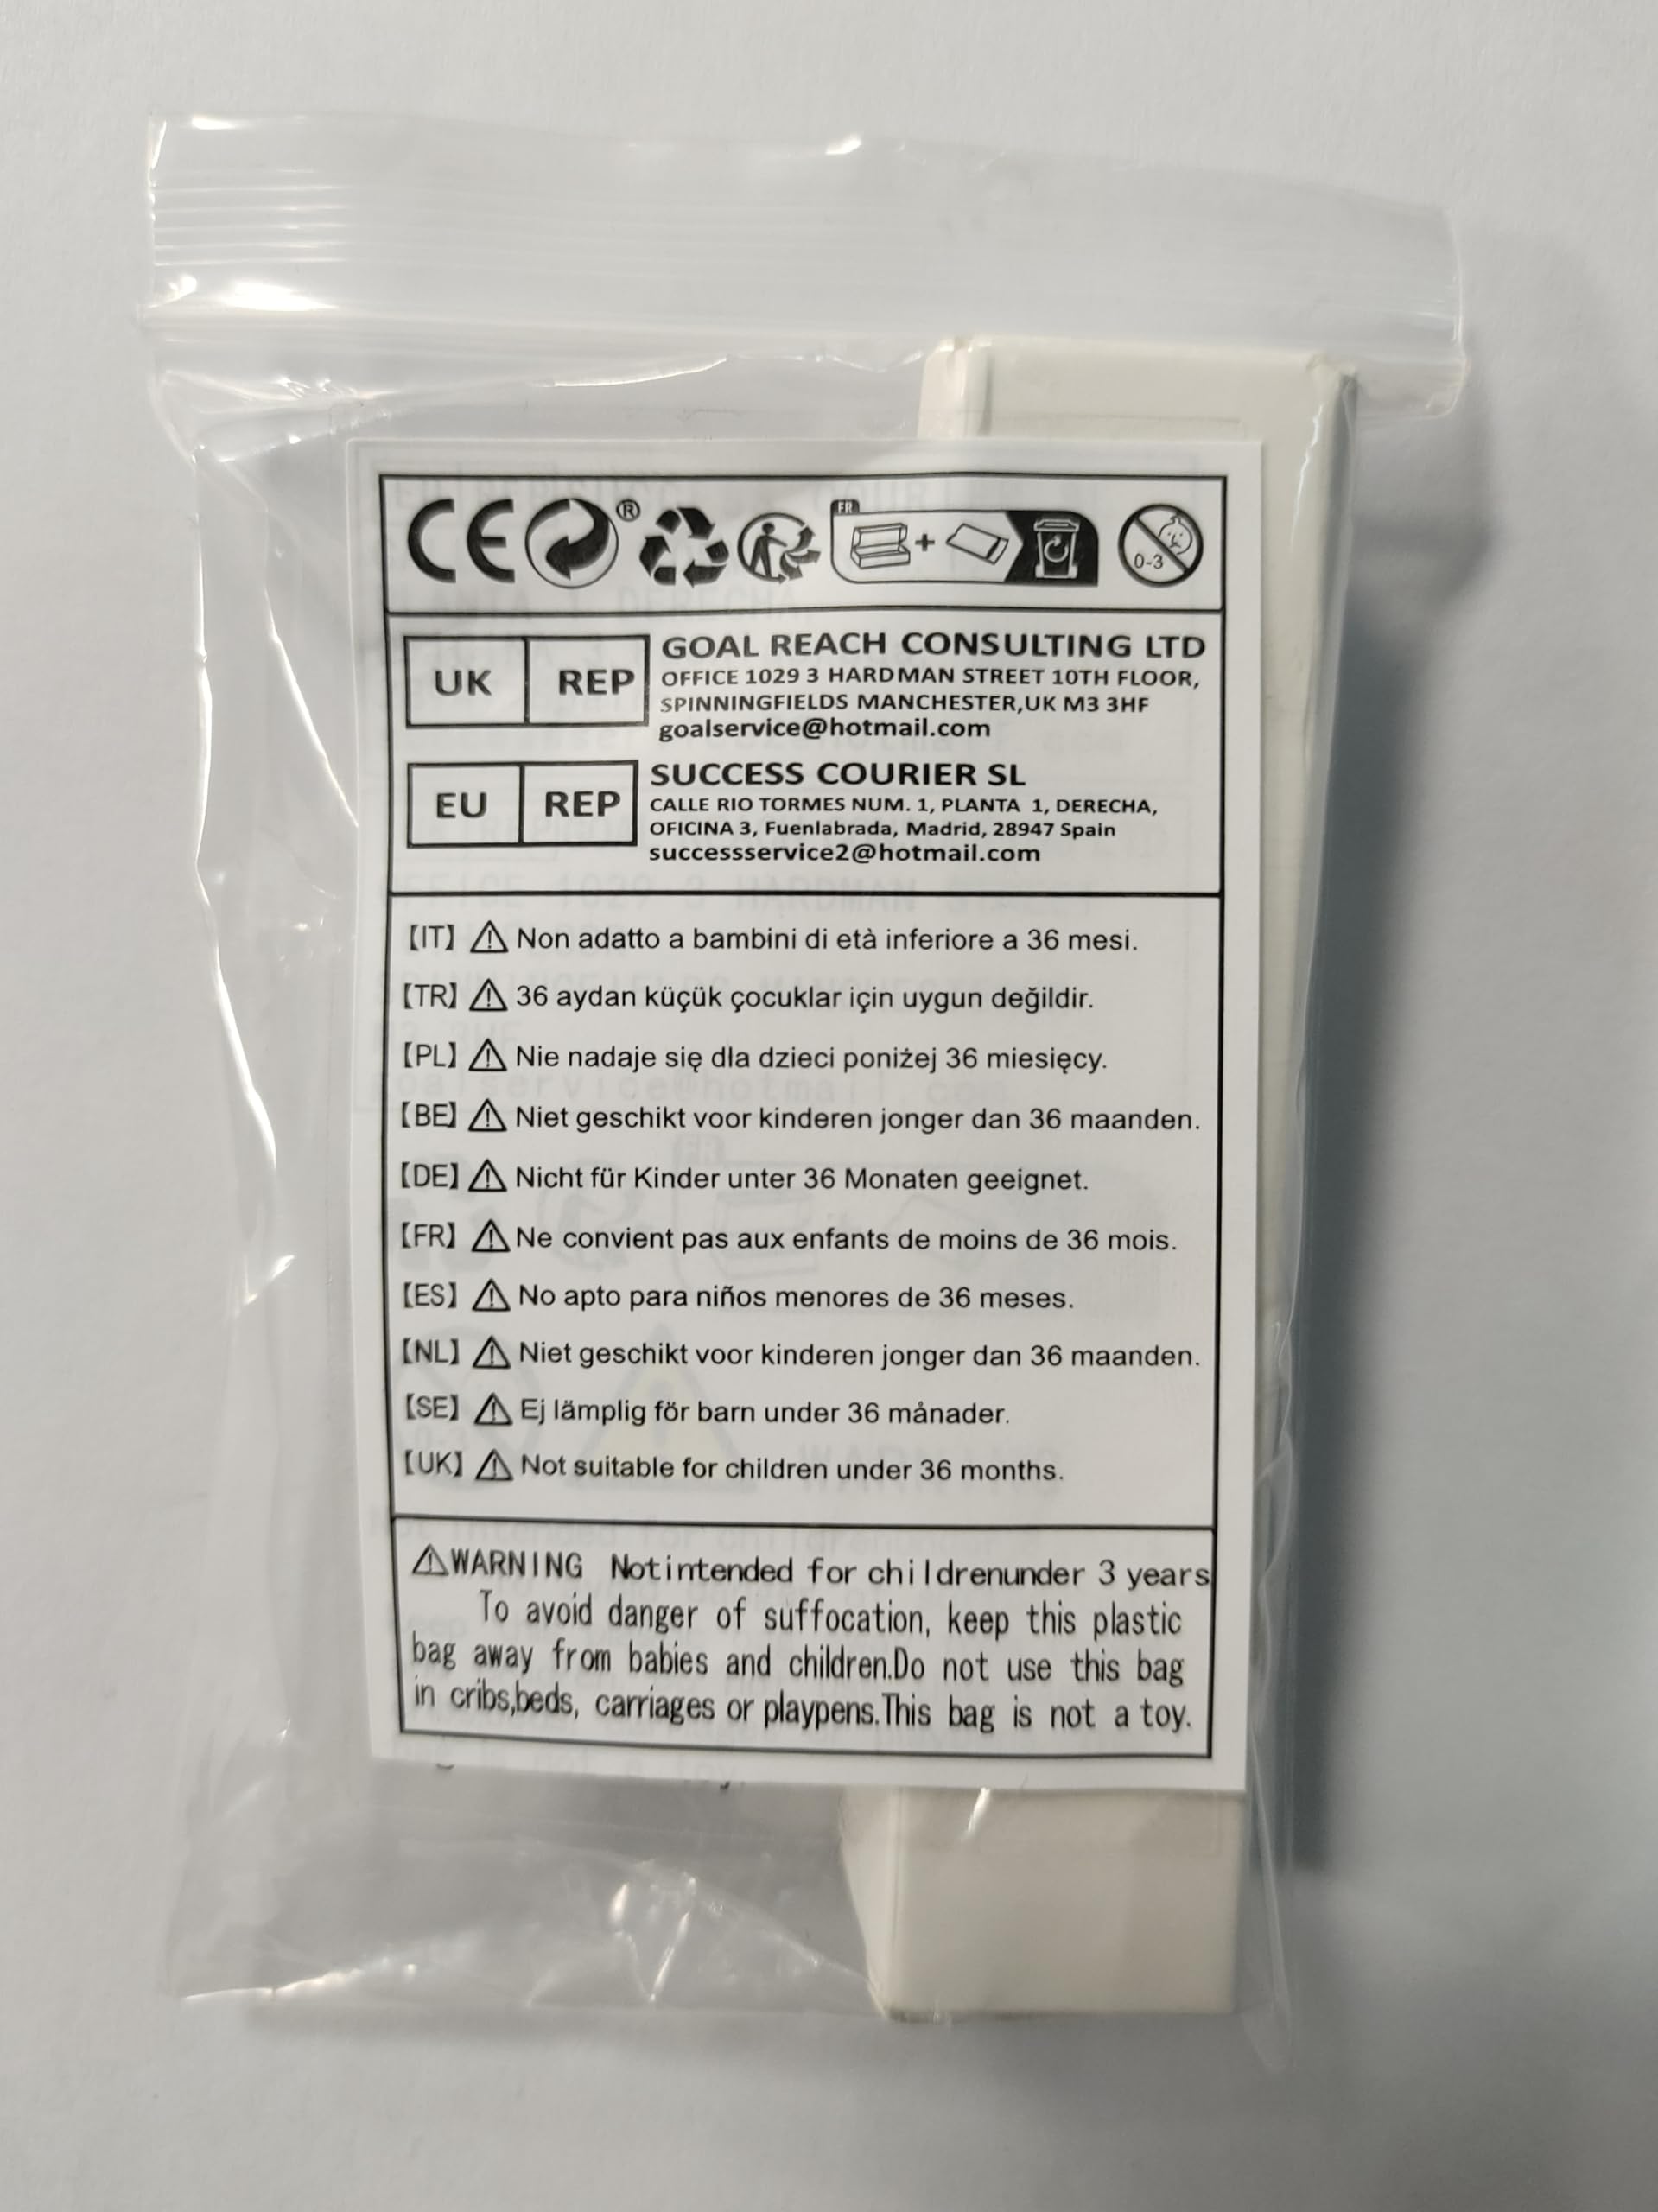 CE ®
FR
+
0-3
UK REP
GOAL REACH CONSULTING LTD
OFFICE 1029 3 HARDMAN STREET 10TH FLOOR,
SPINNINGFIELDS MANCHESTER,UK M3 3HF
goalservice@hotmail.com
EU REP
SUCCESS COURIER SL
CALLE RIO TORMES NUM. 1, PLANTA 1, DERECHA,
OFICINA 3, Fuenlabrada, Madrid, 28947 Spain
successservice2@hotmail.com
【IT】 ⚠ Non adatto a bambini di età inferiore a 36 mesi.
【TR】 ⚠ 36 aydan küçük çocuklar için uygun değildir.
【PL】 ⚠ Nie nadaje się dla dzieci poniżej 36 miesięcy.
【BE】 ⚠ Niet geschikt voor kinderen jonger dan 36 maanden.
【DE】 ⚠ Nicht für Kinder unter 36 Monaten geeignet.
【FR】 ⚠ Ne convient pas aux enfants de moins de 36 mois.
【ES】 ⚠ No apto para niños menores de 36 meses.
【NL】 ⚠ Niet geschikt voor kinderen jonger dan 36 maanden.
【SE】 ⚠ Ej lämplig för barn under 36 månader.
【UK】 ⚠ Not suitable for children under 36 months.
⚠WARNING Notintended for childrenunder 3 years
To avoid danger of suffocation, keep this plastic
bag away from babies and children.Do not use this bag
in cribs,beds, carriages or playpens.This bag is not a toy.